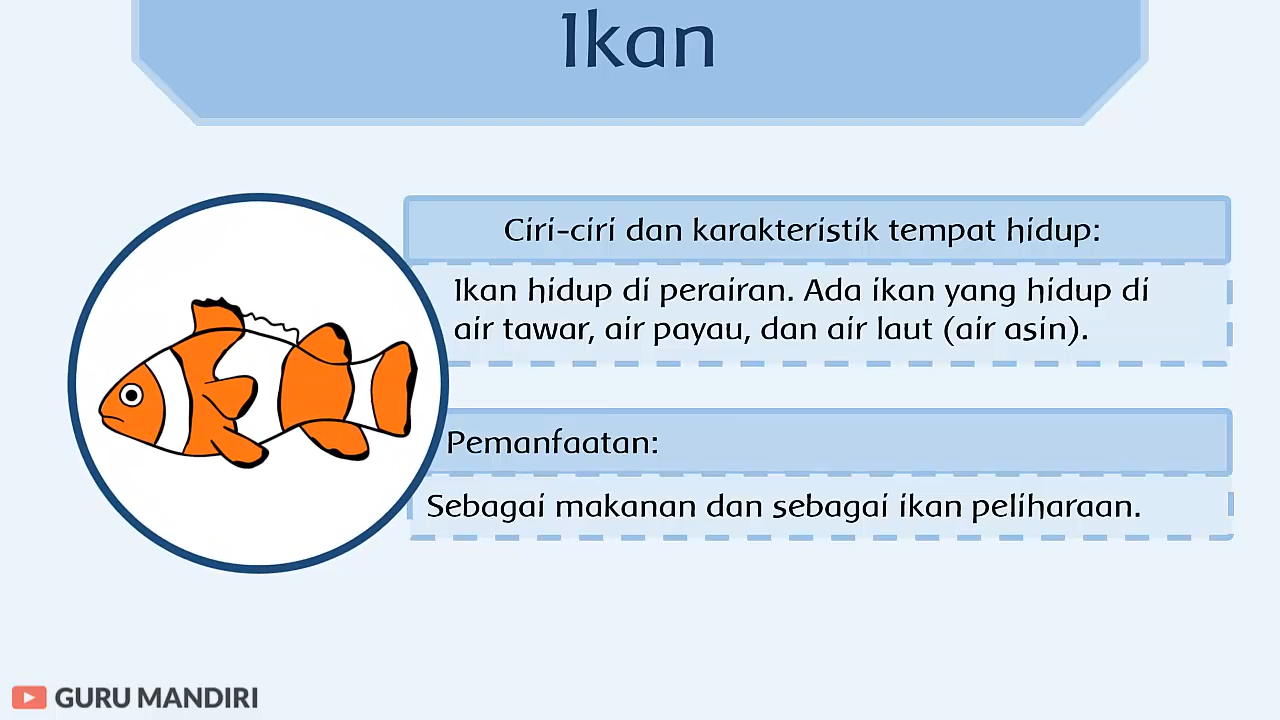 Ikan
Ciri-ciri dan karakteristik tempat hidup:
Ikan hidup di perairan. Ada ikan yang hidup di
air tawar, air payau, dan air laut (air asin).
Pemanfaatan:
Sebagai makanan dan sebagai ikan peliharaan.
GURU MANDIRI